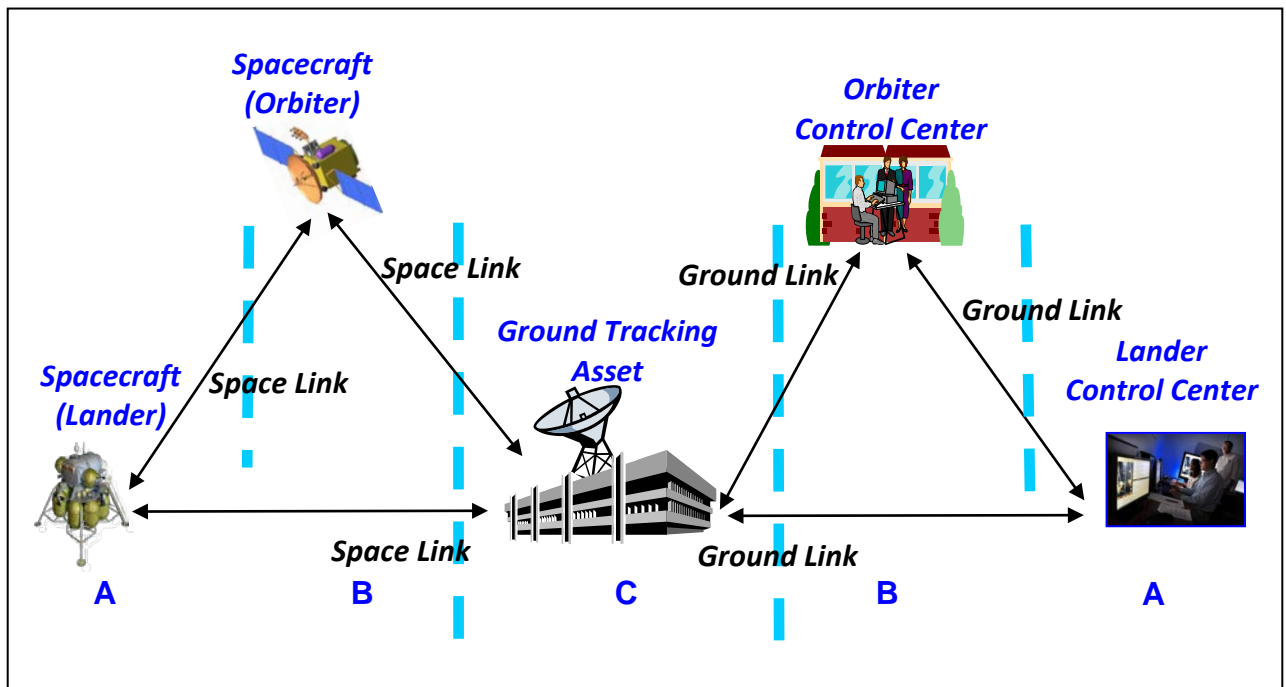 Spacecraft
(Orbiter)
Orbiter
Control Center
Space Link
Ground Link
Ground Link
Ground Tracking
Asset
Lander
Control Center
Spacecraft
(Lander)
Space Link
Space Link
Ground Link
A
B
C
B
A